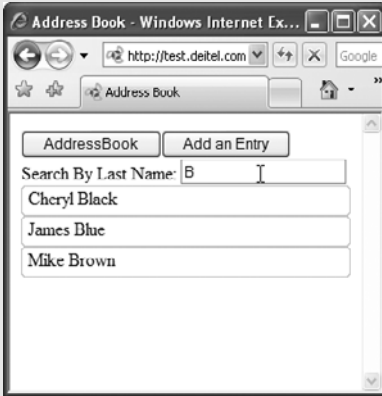 Address Book - Windows Internet Ex...
http://test.deitel.com
Google
Address Book
»
AddressBook Add an Entry
Search By Last Name: B
Cheryl Black
James Blue
Mike Brown